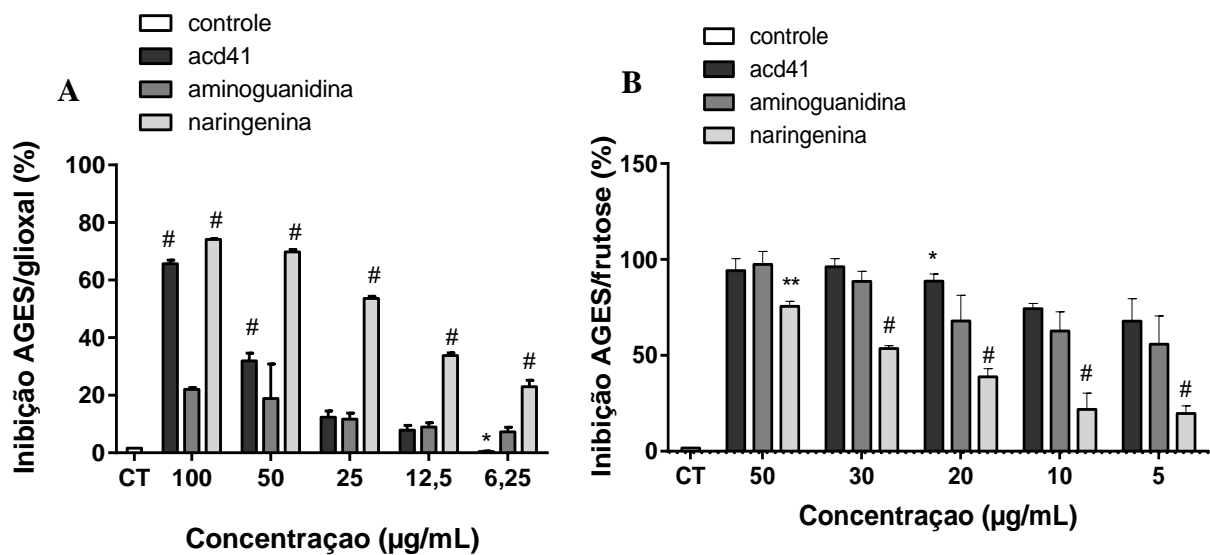 controle
acd41
aminoguanidina
naringenina
A
Inibição AGES/glioxal (%)
100
80
60
40
20
0
# # # # # # # *
CT 100 50 25 12,5 6,25
Concentraçao (µg/mL)
controle
acd41
aminoguanidina
naringenina
B
Inibição AGES/frutose (%)
150
100
50
0
** # * # # #
CT 50 30 20 10 5
Concentraçao (µg/mL)